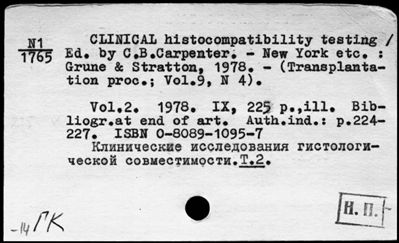 N1
1765
CLINICAL histocompatibility testing /
Ed. by C.B.Carpenter. - New York etc. :
Grune & Stratton, 1978. - (Transplanta-
tion proc.; Vol.9, N 4).
Vol.2. 1978. IX, 225 p.,ill. Bib-
liogr.at end of art. Auth.ind.: p.224-
227. ISBN 0-8089-1095-7
Клинические исследования гистологи-
ческой совместимости.Т.2.
-14 ГК
Н. П.